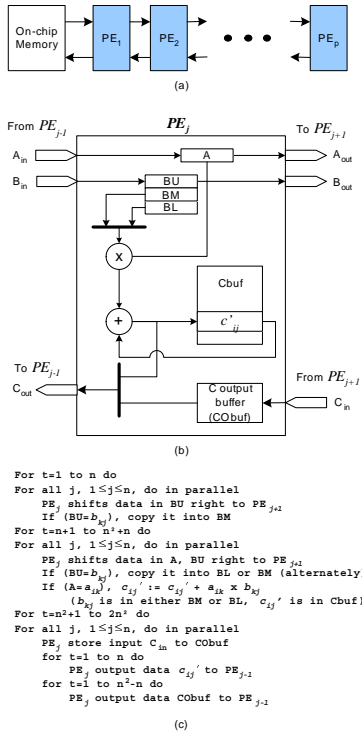 On-chip
Memory
PE1
PE2
PEp
(a)
From PEj-1
PEj
To PEj+1
Ain
A
Aout
Bin
BU
Bout
BM
BL
x
Cbuf
+
c'ij
To PEj-1
From PEj+1
Cout
C output
buffer
(CObuf)
Cin
(b)
For t=1 to n do
For all j, 1≤j≤n, do in parallel
PEj shifts data in BU right to PEj+1
If (BU=bkj), copy it into BM
For t=n+1 to n²+n do
For all j, 1≤j≤n, do in parallel
PEj shifts data in A, BU right to PEj+1
If (BU=bkj), copy it into BL or BM (alternately)
If (A=aik), cij' := cij' + aik x bkj
(bkj is in either BM or BL, cij' is in Cbuf)
For t=n²+1 to 2n² do
For all j, 1≤j≤n, do in parallel
PEj store input Cin to CObuf
for t=1 to n do
PEj output data cij' to PEj-1
for t=1 to n²-n do
PEj output data CObuf to PEj-1
(c)